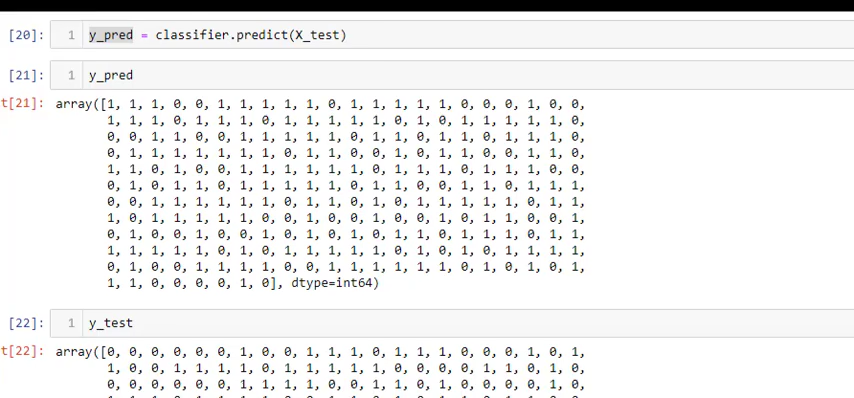 [20]: 1 y_pred = classifier.predict(X_test)
[21]: 1 y_pred
t[21]: array([1, 1, 1, 0, 0, 1, 1, 1, 1, 1, 0, 1, 1, 1, 1, 1, 0, 0, 0, 1, 0, 0,
1, 1, 1, 0, 1, 1, 1, 0, 1, 1, 1, 1, 1, 0, 1, 0, 1, 1, 1, 1, 1, 0,
0, 0, 1, 1, 0, 0, 1, 1, 1, 1, 1, 0, 1, 1, 0, 1, 1, 0, 1, 1, 1, 0,
0, 1, 1, 1, 1, 1, 1, 1, 0, 1, 1, 0, 0, 1, 0, 1, 1, 0, 0, 1, 1, 0,
1, 1, 0, 1, 0, 0, 1, 1, 1, 1, 1, 1, 0, 1, 1, 1, 0, 1, 1, 1, 0, 0,
0, 1, 0, 1, 1, 0, 1, 1, 1, 1, 1, 0, 1, 1, 0, 0, 1, 1, 0, 1, 1, 1,
0, 0, 1, 1, 1, 1, 1, 1, 0, 1, 1, 0, 1, 0, 1, 1, 1, 1, 1, 0, 1, 1,
1, 0, 1, 1, 1, 1, 1, 0, 0, 1, 0, 0, 1, 0, 0, 1, 0, 1, 1, 0, 0, 1,
0, 1, 0, 0, 1, 0, 0, 1, 0, 1, 0, 1, 0, 1, 1, 0, 1, 1, 1, 0, 1, 1,
1, 1, 1, 1, 1, 0, 1, 0, 1, 1, 1, 1, 1, 0, 1, 0, 1, 0, 1, 1, 1, 1,
0, 1, 0, 0, 1, 1, 1, 1, 0, 0, 1, 1, 1, 1, 1, 1, 0, 1, 0, 1, 0, 1,
1, 1, 0, 0, 0, 0, 1, 0], dtype=int64)
[22]: 1 y_test
t[22]: array([0, 0, 0, 0, 0, 0, 1, 0, 0, 1, 1, 1, 0, 1, 1, 1, 0, 0, 0, 1, 0, 1,
1, 0, 0, 1, 1, 1, 1, 0, 1, 1, 1, 1, 1, 0, 0, 0, 0, 1, 1, 0, 1, 0,
0, 0, 0, 0, 0, 0, 1, 1, 1, 1, 0, 0, 1, 1, 0, 1, 0, 0, 0, 0, 1, 0,